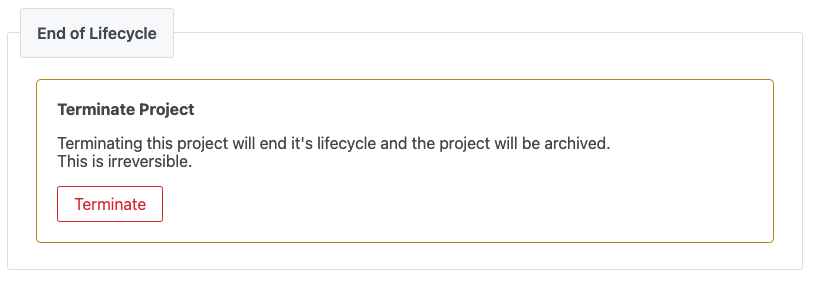 End of Lifecycle
Terminate Project
Terminating this project will end it's lifecycle and the project will be archived.
This is irreversible.
Terminate